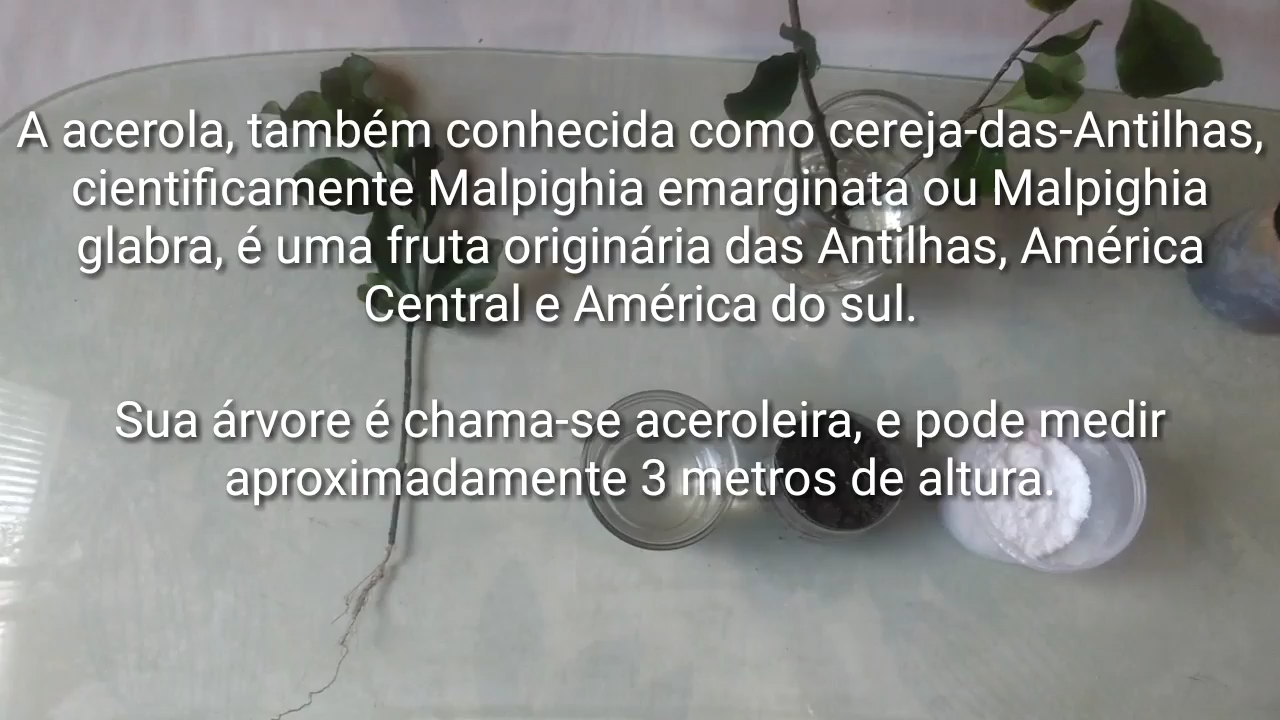 A acerola, também conhecida como cereja-das-Antilhas,
cientificamente Malpighia emarginata ou Malpighia
glabra, é uma fruta originária das Antilhas, América
Central e América do sul.
Sua árvore é chama-se aceroleira, e pode medir
aproximadamente 3 metros de altura.